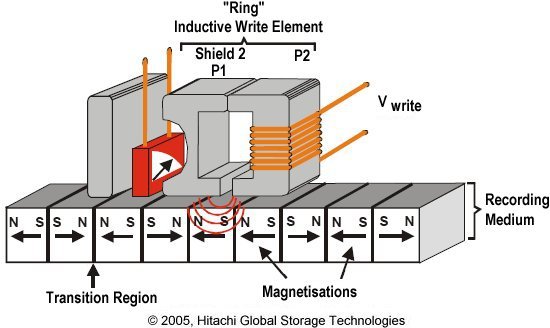 "Ring"
Inductive Write Element
Shield 2
P1
P2
V write
Recording
Medium
N S S N N S S N N S N S S N N S S N
Transition Region
Magnetisations
© 2005, Hitachi Global Storage Technologies